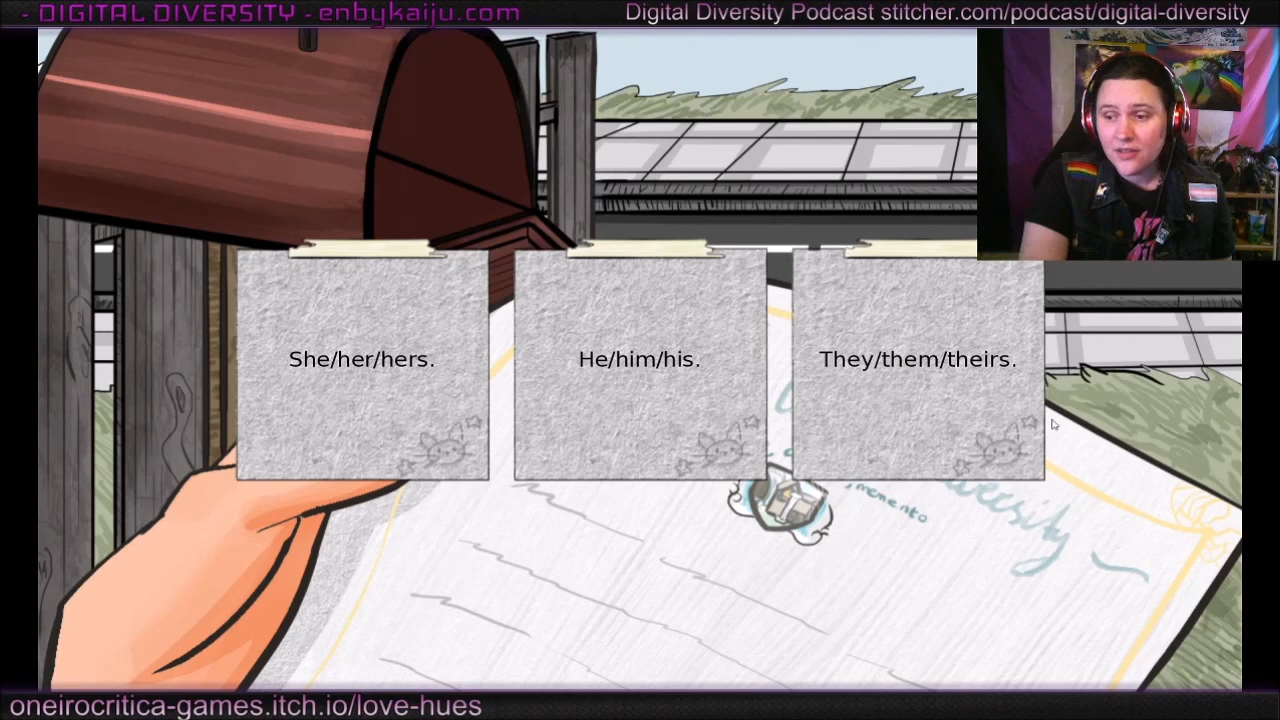 - DIGITAL DIVERSITY - enbykaiju.com
Digital Diversity Podcast stitcher.com/podcast/digital-diversity
She/her/hers.
He/him/his.
They/them/theirs.
memento
oneirocritica-games.itch.io/love-hues